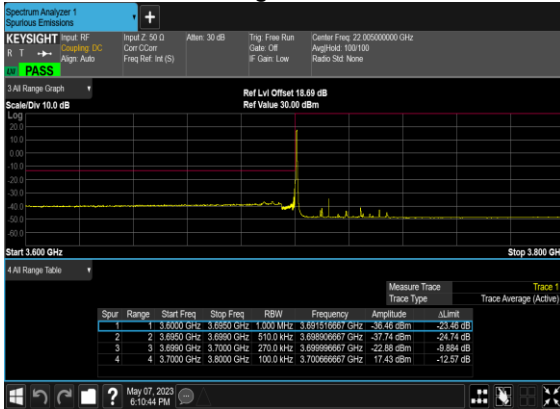 Spectrum Analyzer 1
Spurious Emissions
+
KEYSIGHT Input: RF Input Z: 50 Ω Atten: 30 dB Trig: Free Run Center Freq: 22.005000000 GHz
R T Coupling: DC Corr CCorr Gate: Off Avg|Hold: 100/100
Align: Auto Freq Ref: Int (S) IF Gain: Low Radio Std: None
PASS
3 All Range Graph
Ref Lvl Offset 18.69 dB
Scale/Div 10.0 dB Ref Value 30.00 dBm
Log
20.0
10.0
0.00
-10.0
-20.0
-30.0
-40.0
-50.0
-60.0
Start 3.600 GHz Stop 3.800 GH
4 All Range Table
Measure Trace Trace 1
Trace Type Trace Average (Active)
Spur Range Start Freq Stop Freq RBW Frequency Amplitude ΔLimit
1 1 3.6000 GHz 3.6950 GHz 1.000 MHz 3.691516667 GHz -36.46 dBm -23.46 dB
2 2 3.6950 GHz 3.6990 GHz 510.0 kHz 3.698906667 GHz -37.74 dBm -24.74 dB
3 3 3.6990 GHz 3.7000 GHz 270.0 kHz 3.699996667 GHz -22.88 dBm -9.884 dB
4 4 3.7000 GHz 3.8000 GHz 100.0 kHz 3.700666667 GHz 17.43 dBm -12.57 dB
? May 07, 2023
6:10:44 PM